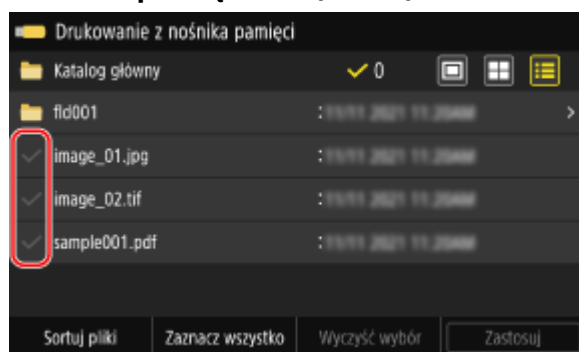 Drukowanie z nośnika pamięci
Katalog główny 0
fld001 :
image_01.jpg :
image_02.tif :
sample001.pdf :
Sortuj pliki Zaznacz wszystko Wyczyść wybór Zastosuj